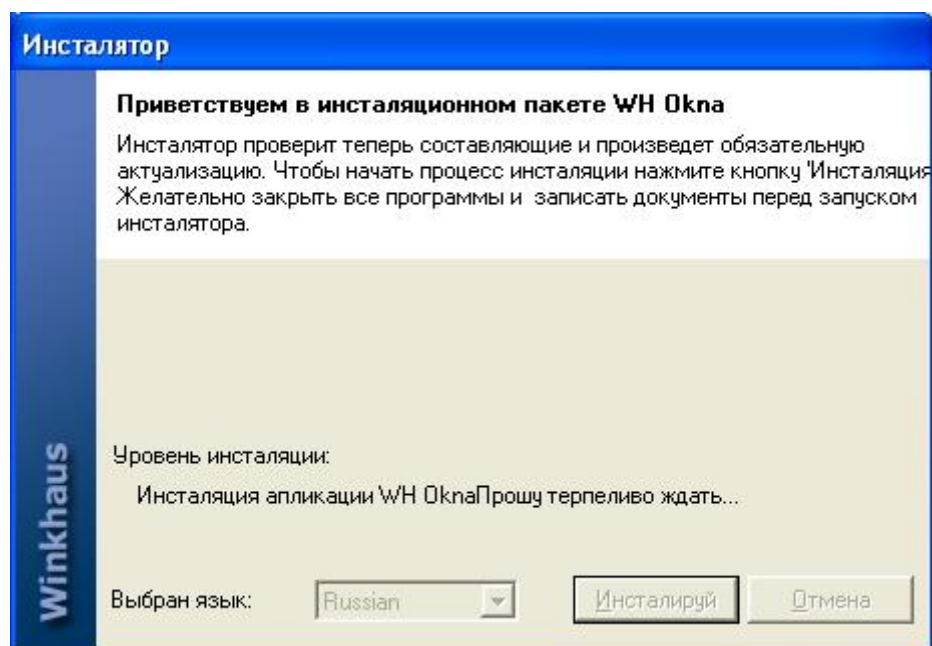 Инсталятор
Приветствуем в инсталяционном пакете WH Okna
Инсталятор проверит теперь составляющие и произведет обязательную
актуализацию. Чтобы начать процесс инсталяции нажмите кнопку 'Инсталяция
Желательно закрыть все программы и записать документы перед запуском
инсталятора.
Уровень инсталяции:
Инсталяция апликации WH OknaПрошу терпеливо ждать...
Winkhaus
Выбран язык:
Russian
Инсталируй
Отмена